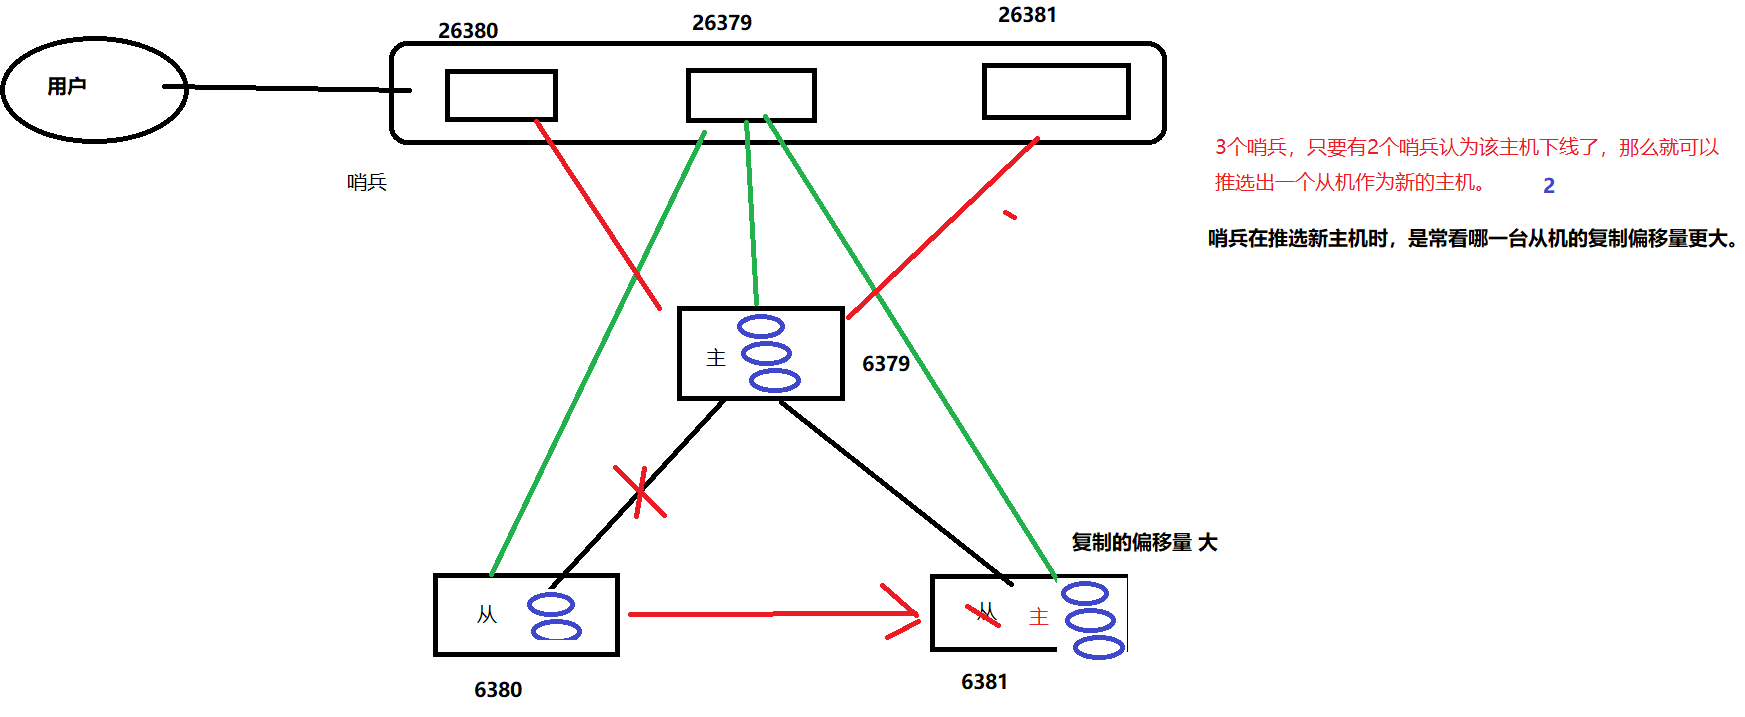 26380
26379
26381
用户
哨兵
3个哨兵，只要有2个哨兵认为该主机下线了，那么就可以
推选出一个从机作为新的主机。
2
哨兵在推选新主机时，是常看哪一台从机的复制偏移量更大。
主
6379
复制的偏移量 大
从
从
主
6380
6381